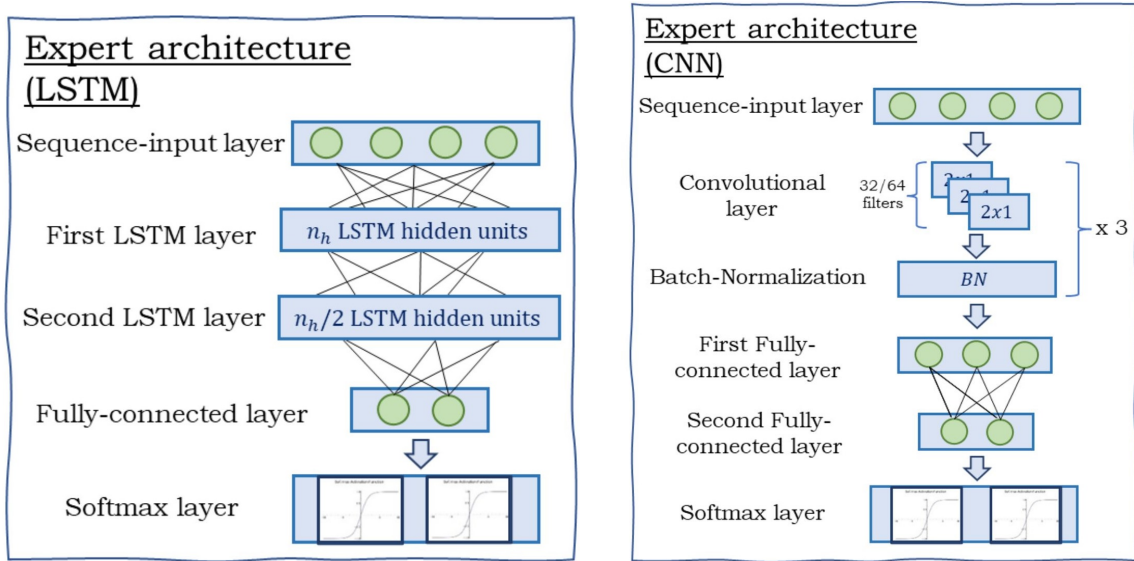 Expert architecture
(LSTM)
Sequence-input layer
First LSTM layer
n_h LSTM hidden units
Second LSTM layer
n_h/2 LSTM hidden units
Fully-connected layer
Softmax layer
Expert architecture
(CNN)
Sequence-input layer
Convolutional
layer
32/64
filters
2x1
2x1
2x1
x 3
Batch-Normalization
BN
First Fully-
connected layer
Second Fully-
connected layer
Softmax layer